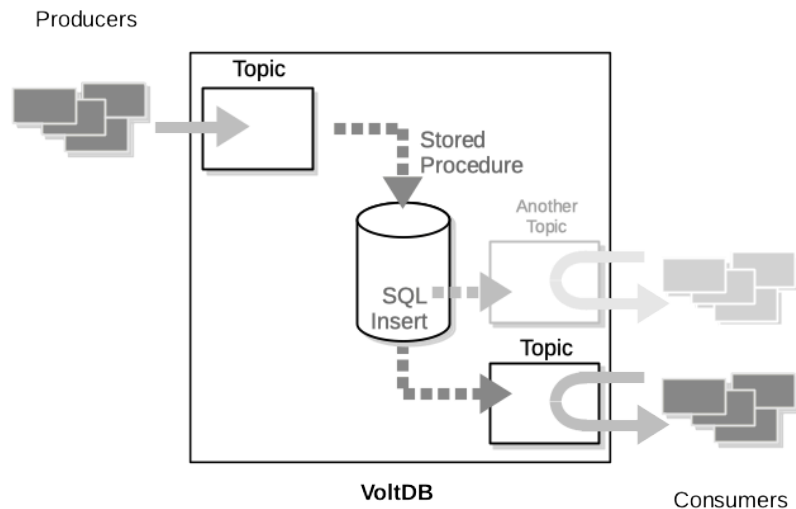 Producers
Topic
Stored
Procedure
Another
Topic
SQL
Insert
Topic
VoltDB
Consumers